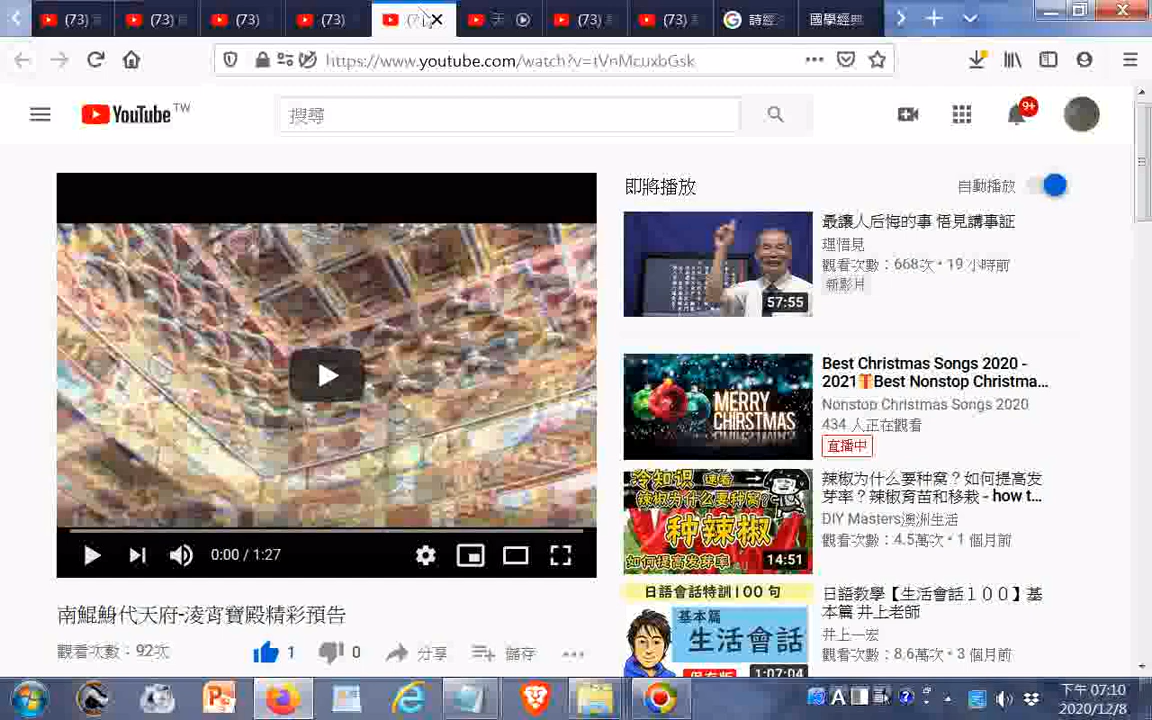 (73)
(73)
(73)
(73)
(73)
(73)
詩經
國學經典
https://www.youtube.com/watch?v=tVnMcuxbGsk
YouTube TW
搜尋
9+
即將播放
自動播放
57:55
最讓人后悔的事 悟見講事証
理悟見
觀看次數：668次 • 19 小時前
新影片
MERRY
CHIRSTMAS
Best Christmas Songs 2020 -
2021🎁Best Nonstop Christma...
Nonstop Christmas Songs 2020
434 人正在觀看
直播中
冷知识
辣椒为什么要种窝?
种辣椒
如何提高发芽率?
14:51
辣椒为什么要种窝？如何提高发
芽率？辣椒育苗和移栽 - how t...
DIY Masters澳洲生活
觀看次數：4.5萬次 • 1 個月前
日語會話特訓100句
基本篇
生活會話
1:07:04
日語教學【生活會話１００】基
本篇 井上老師
井上一宏
觀看次數：8.6萬次 • 3 個月前
0:00 / 1:27
南鯤鯓代天府-凌霄寶殿精彩預告
觀看次數：92次
1
0
分享
儲存
A
下午 07:10
2020/12/8